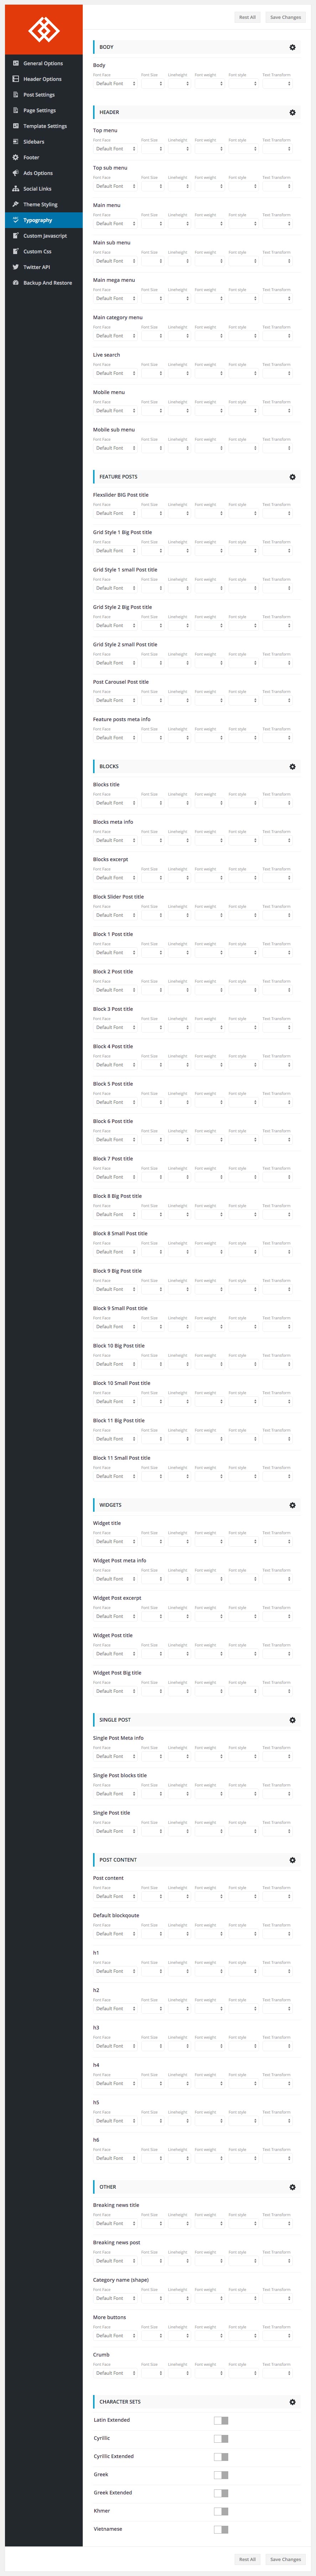 General Options
Header Options
Post Settings
Page Settings
Template Settings
Sidebars
Footer
Ads Options
Social Links
Theme Styling
Typography
Custom Javascript
Custom Css
Twitter API
Backup And Restore
Rest All Save Changes
BODY
Body
Font Face Font Size Lineheight Font weight Font style Text Transform
Default Font
HEADER
Top menu
Font Face Font Size Lineheight Font weight Font style Text Transform
Default Font
Top sub menu
Font Face Font Size Lineheight Font weight Font style Text Transform
Default Font
Main menu
Font Face Font Size Lineheight Font weight Font style Text Transform
Default Font
Main sub menu
Font Face Font Size Lineheight Font weight Font style Text Transform
Default Font
Main mega menu
Font Face Font Size Lineheight Font weight Font style Text Transform
Default Font
Main category menu
Font Face Font Size Lineheight Font weight Font style Text Transform
Default Font
Live search
Font Face Font Size Lineheight Font weight Font style Text Transform
Default Font
Mobile menu
Font Face Font Size Lineheight Font weight Font style Text Transform
Default Font
Mobile sub menu
Font Face Font Size Lineheight Font weight Font style Text Transform
Default Font
FEATURE POSTS
Flexslider BIG Post title
Font Face Font Size Lineheight Font weight Font style Text Transform
Default Font
Grid Style 1 Big Post title
Font Face Font Size Lineheight Font weight Font style Text Transform
Default Font
Grid Style 1 small Post title
Font Face Font Size Lineheight Font weight Font style Text Transform
Default Font
Grid Style 2 Big Post title
Font Face Font Size Lineheight Font weight Font style Text Transform
Default Font
Grid Style 2 small Post title
Font Face Font Size Lineheight Font weight Font style Text Transform
Default Font
Post Carousel Post title
Font Face Font Size Lineheight Font weight Font style Text Transform
Default Font
Feature posts meta info
Font Face Font Size Lineheight Font weight Font style Text Transform
Default Font
BLOCKS
Blocks title
Font Face Font Size Lineheight Font weight Font style Text Transform
Default Font
Blocks meta info
Font Face Font Size Lineheight Font weight Font style Text Transform
Default Font
Blocks excerpt
Font Face Font Size Lineheight Font weight Font style Text Transform
Default Font
Block Slider Post title
Font Face Font Size Lineheight Font weight Font style Text Transform
Default Font
Block 1 Post title
Font Face Font Size Lineheight Font weight Font style Text Transform
Default Font
Block 2 Post title
Font Face Font Size Lineheight Font weight Font style Text Transform
Default Font
Block 3 Post title
Font Face Font Size Lineheight Font weight Font style Text Transform
Default Font
Block 4 Post title
Font Face Font Size Lineheight Font weight Font style Text Transform
Default Font
Block 5 Post title
Font Face Font Size Lineheight Font weight Font style Text Transform
Default Font
Block 6 Post title
Font Face Font Size Lineheight Font weight Font style Text Transform
Default Font
Block 7 Post title
Font Face Font Size Lineheight Font weight Font style Text Transform
Default Font
Block 8 Big Post title
Font Face Font Size Lineheight Font weight Font style Text Transform
Default Font
Block 8 Small Post title
Font Face Font Size Lineheight Font weight Font style Text Transform
Default Font
Block 9 Big Post title
Font Face Font Size Lineheight Font weight Font style Text Transform
Default Font
Block 9 Small Post title
Font Face Font Size Lineheight Font weight Font style Text Transform
Default Font
Block 10 Big Post title
Font Face Font Size Lineheight Font weight Font style Text Transform
Default Font
Block 10 Small Post title
Font Face Font Size Lineheight Font weight Font style Text Transform
Default Font
Block 11 Big Post title
Font Face Font Size Lineheight Font weight Font style Text Transform
Default Font
Block 11 Small Post title
Font Face Font Size Lineheight Font weight Font style Text Transform
Default Font
WIDGETS
Widget title
Font Face Font Size Lineheight Font weight Font style Text Transform
Default Font
Widget Post meta info
Font Face Font Size Lineheight Font weight Font style Text Transform
Default Font
Widget Post excerpt
Font Face Font Size Lineheight Font weight Font style Text Transform
Default Font
Widget Post title
Font Face Font Size Lineheight Font weight Font style Text Transform
Default Font
Widget Post Big title
Font Face Font Size Lineheight Font weight Font style Text Transform
Default Font
SINGLE POST
Single Post Meta info
Font Face Font Size Lineheight Font weight Font style Text Transform
Default Font
Single Post blocks title
Font Face Font Size Lineheight Font weight Font style Text Transform
Default Font
Single Post title
Font Face Font Size Lineheight Font weight Font style Text Transform
Default Font
POST CONTENT
Post content
Font Face Font Size Lineheight Font weight Font style Text Transform
Default Font
Default blockqoute
Font Face Font Size Lineheight Font weight Font style Text Transform
Default Font
h1
Font Face Font Size Lineheight Font weight Font style Text Transform
Default Font
h2
Font Face Font Size Lineheight Font weight Font style Text Transform
Default Font
h3
Font Face Font Size Lineheight Font weight Font style Text Transform
Default Font
h4
Font Face Font Size Lineheight Font weight Font style Text Transform
Default Font
h5
Font Face Font Size Lineheight Font weight Font style Text Transform
Default Font
h6
Font Face Font Size Lineheight Font weight Font style Text Transform
Default Font
OTHER
Breaking news title
Font Face Font Size Lineheight Font weight Font style Text Transform
Default Font
Breaking news post
Font Face Font Size Lineheight Font weight Font style Text Transform
Default Font
Category name (shape)
Font Face Font Size Lineheight Font weight Font style Text Transform
Default Font
More buttons
Font Face Font Size Lineheight Font weight Font style Text Transform
Default Font
Crumb
Font Face Font Size Lineheight Font weight Font style Text Transform
Default Font
CHARACTER SETS
Latin Extended
Cyrillic
Cyrillic Extended
Greek
Greek Extended
Khmer
Vietnamese
Rest All Save Changes